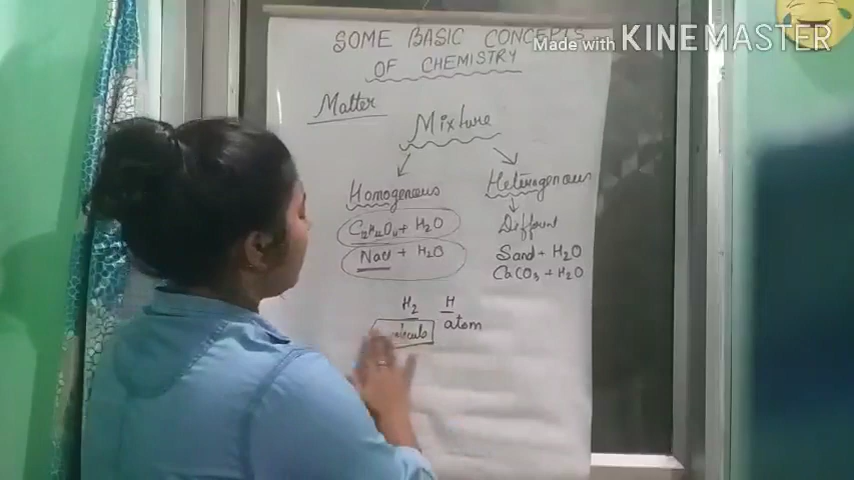 SOME BASIC CONCEPTS
OF CHEMISTRY
Made with KINEMASTER
Matter
Mixture
Homogenous
Heterogenous
C12H22O11 + H2O
Different
NaCl + H2O
Sand + H2O
CaCO3 + H2O
H2 H
atom